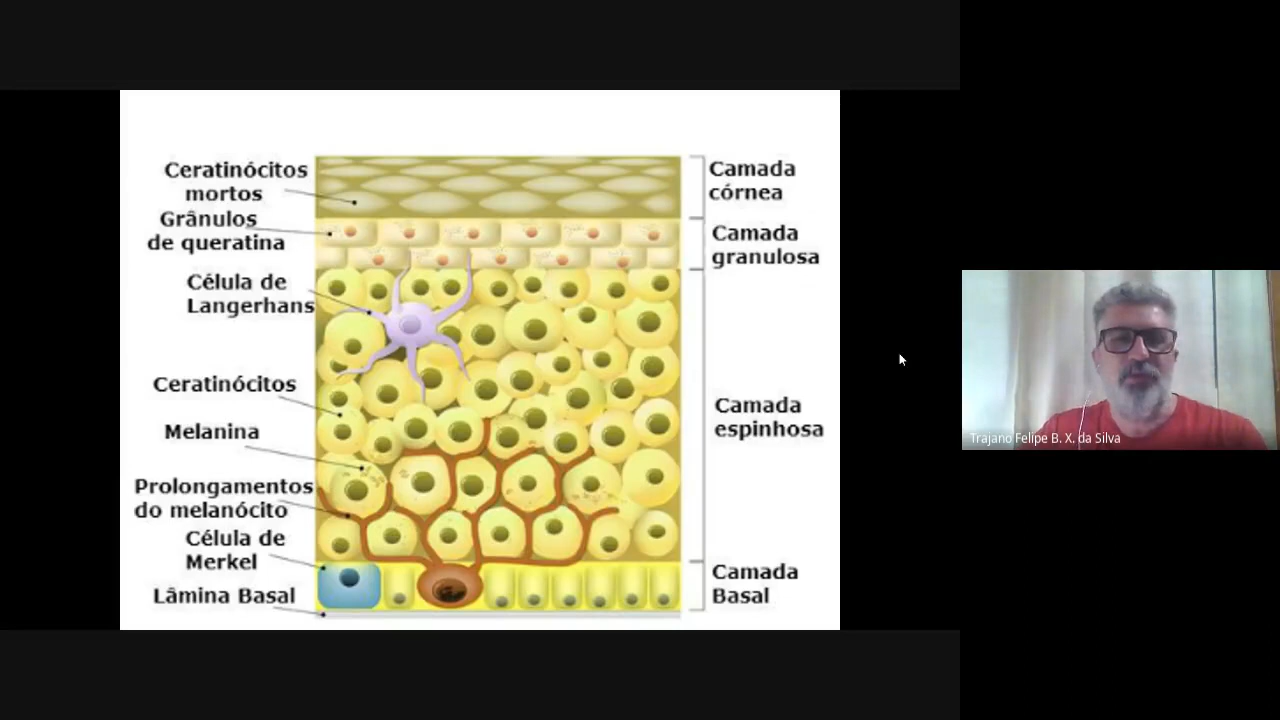 Ceratinócitos
mortos
Grânulos
de queratina
Célula de
Langerhans
Ceratinócitos
Melanina
Prolongamentos
do melanócito
Célula de
Merkel
Lâmina Basal
Camada
córnea
Camada
granulosa
Camada
espinhosa
Camada
Basal
Trajano Felipe B. X. da Silva